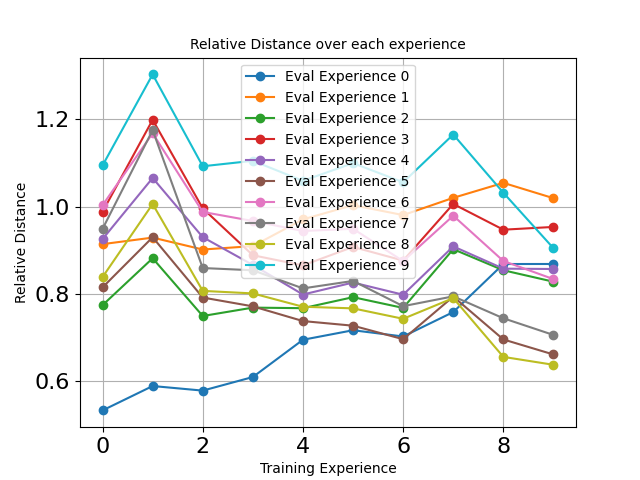 Relative Distance over each experience
Eval Experience 0
Eval Experience 1
Eval Experience 2
Eval Experience 3
Eval Experience 4
Eval Experience 5
Eval Experience 6
Eval Experience 7
Eval Experience 8
Eval Experience 9
Relative Distance
1.2
1.0
0.8
0.6
0
2
4
6
8
Training Experience